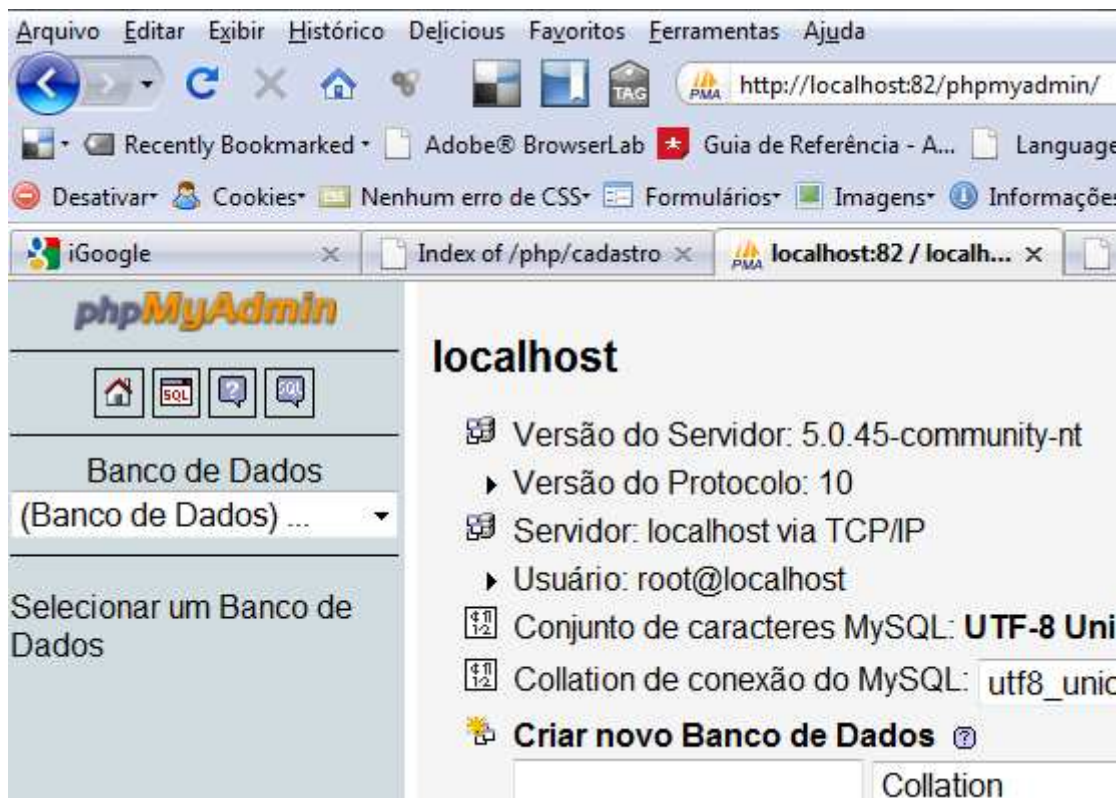 Arquivo Editar Exibir Histórico Delicious Favoritos Ferramentas Ajuda
TAG PMA http://localhost:82/phpmyadmin/
Recently Bookmarked Adobe® BrowserLab Guia de Referência - A... Language
Desativar Cookies Nenhum erro de CSS Formulários Imagens Informações
iGoogle Index of /php/cadastro PMA localhost:82 / localh...
phpMyAdmin
localhost
SQL ? SQL
Versão do Servidor: 5.0.45-community-nt
Banco de Dados
Versão do Protocolo: 10
(Banco de Dados) ...
Servidor: localhost via TCP/IP
Usuário: root@localhost
Selecionar um Banco de
Dados
Conjunto de caracteres MySQL: UTF-8 Uni
Collation de conexão do MySQL: utf8_unic
Criar novo Banco de Dados ?
Collation